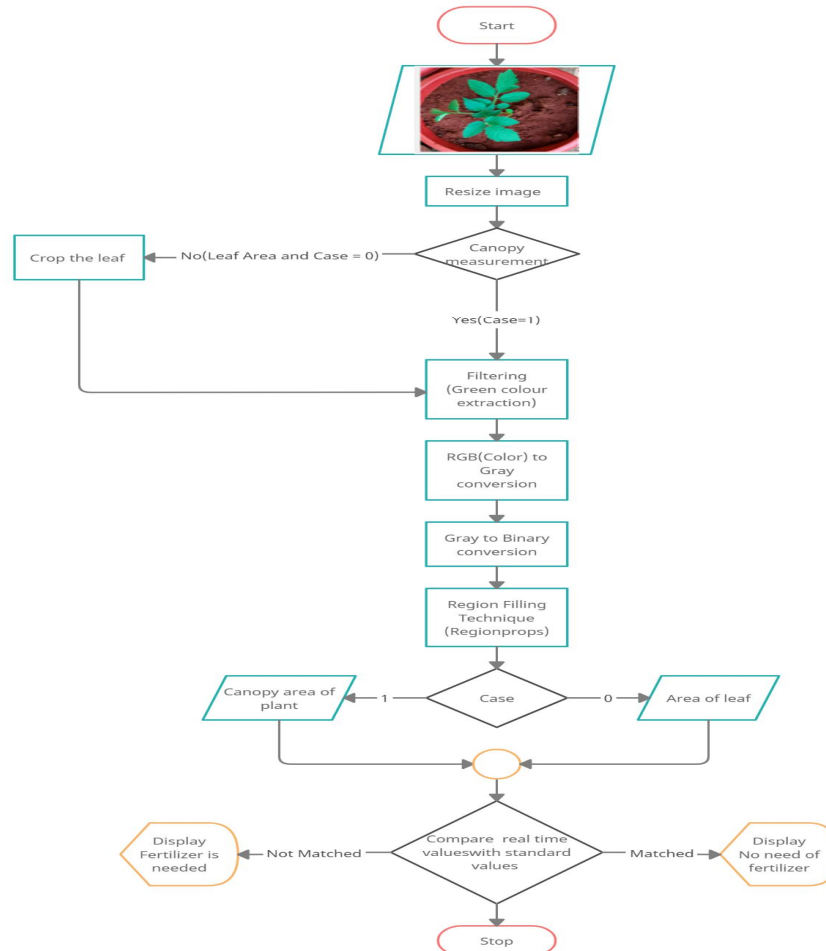 Start
Resize image
Canopy
measurement
No(Leaf Area and Case = 0)
Crop the leaf
Yes(Case=1)
Filtering
(Green colour
extraction)
RGB(Color) to
Gray
conversion
Gray to Binary
conversion
Region Filling
Technique
(Regionprops)
Case
1
Canopy area of
plant
0
Area of leaf
Compare real time
valueswith standard
values
Not Matched
Display
Fertilizer is
needed
Matched
Display
No need of
fertilizer
Stop